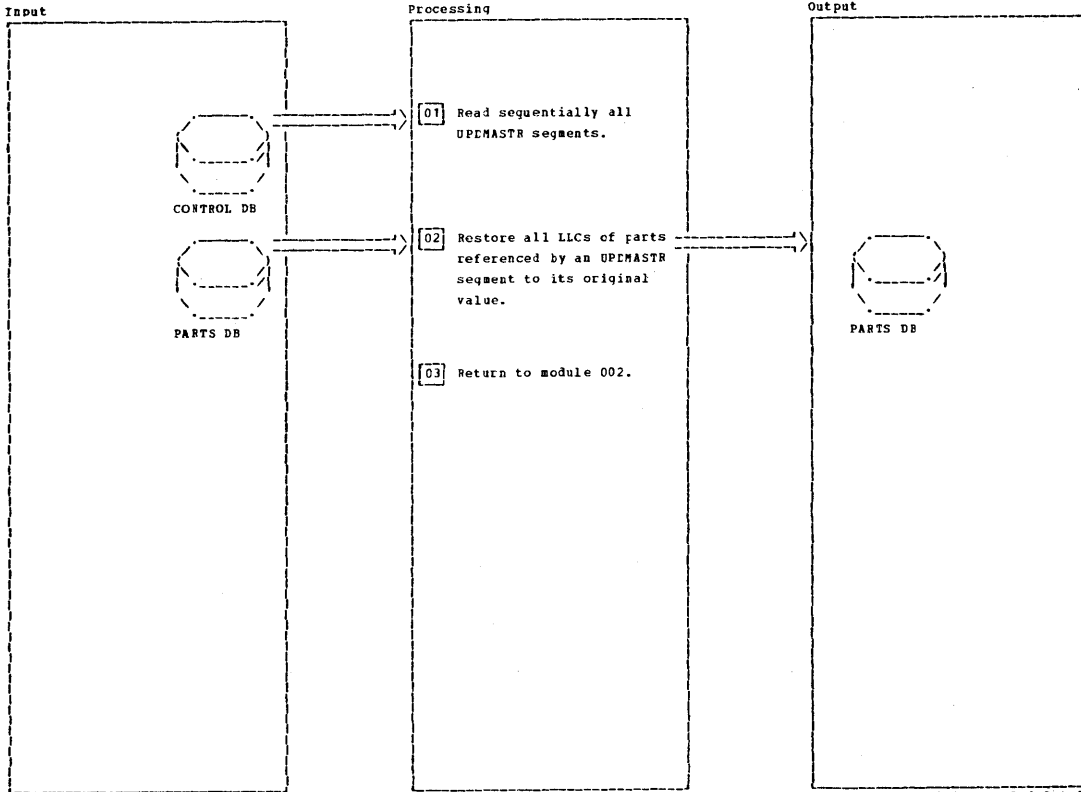 Input
Processing
Output
01 Read sequentially all
UPDMASTR segments.
CONTROL DB
02 Restore all LLCs of parts
referenced by an UPDMASTR
segment to its original
value.
PARTS DB
PARTS DB
03 Return to module 002.